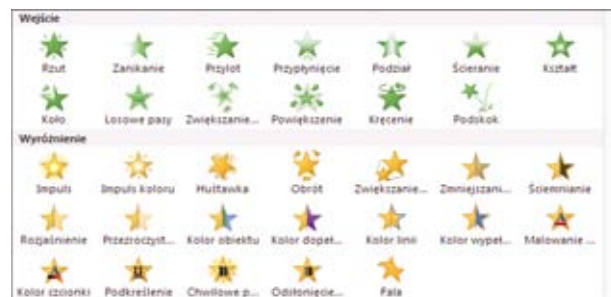 Wejście
Rzut Zanikanie Przylot Przypłynięcie Podział Ścieranie Kształt
Koło Losowe pasy Zwiększanie... Powiększenie Kręcenie Podskok
Wyróżnienie
Impuls Impuls koloru Huśtawka Obrót Zwiększanie... Zmniejszani... Ściemnianie
Rozjaśnienie Przezroczyst... Kolor obiektu Kolor dopeł... Kolor linii Kolor wypeł... Malowanie ...
Kolor czcionki Podkreślenie Chwilowe p... Odsłonięcie... Fala